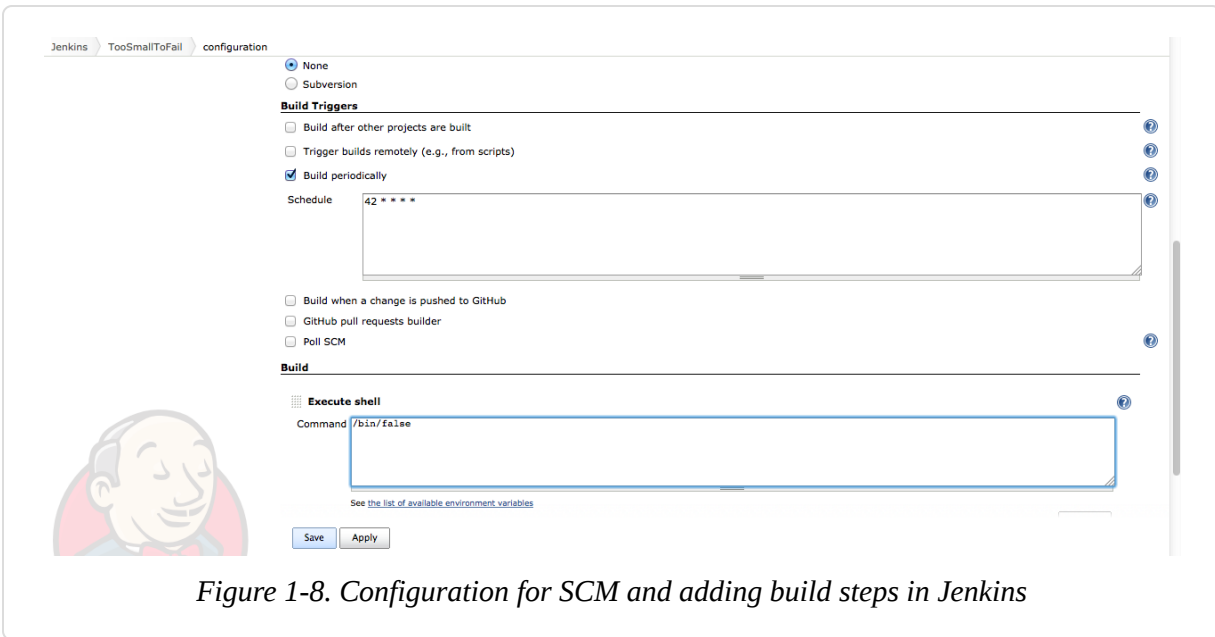 Jenkins TooSmallToFail configuration
None
Subversion
Build Triggers
Build after other projects are built
Trigger builds remotely (e.g., from scripts)
Build periodically
Schedule 42 * * * *
Build when a change is pushed to GitHub
GitHub pull requests builder
Poll SCM
Build
Execute shell
Command /bin/false
See the list of available environment variables
Save Apply
Figure 1-8. Configuration for SCM and adding build steps in Jenkins